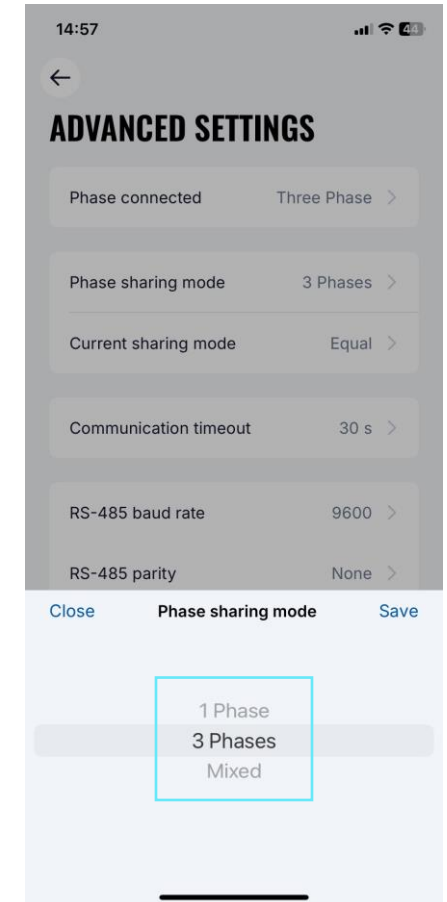 14:57
44
ADVANCED SETTINGS
Phase connected Three Phase
Phase sharing mode 3 Phases
Current sharing mode Equal
Communication timeout 30 s
RS-485 baud rate 9600
RS-485 parity None
Close Phase sharing mode Save
1 Phase
3 Phases
Mixed